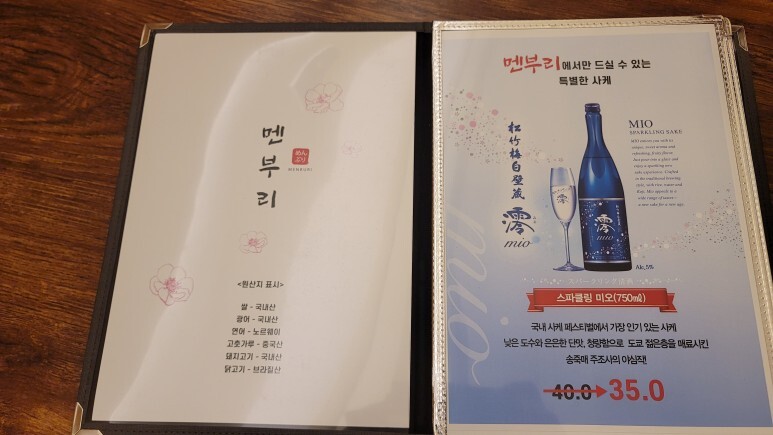 멘부리
めん
ぶり
MENBURI
<원산지 표시>
쌀 - 국내산
광어 - 국내산
연어 - 노르웨이
고춧가루 - 중국산
돼지고기 - 국내산
닭고기 - 브라질산
멘부리에서만 드실 수 있는
특별한 사케
松竹梅白壁蔵
澪
mio
MIO
SPARKLING SAKE
澪
mio
Alc.5%
mio
스파클링 미오(750㎖)
국내 사케 페스티벌에서 가장 인기 있는 사케
낮은 도수와 은은한 단맛, 청량함으로 도쿄 젊은층을 매료시킨
송죽매 주조사의 야심작!
40.0 → 35.0